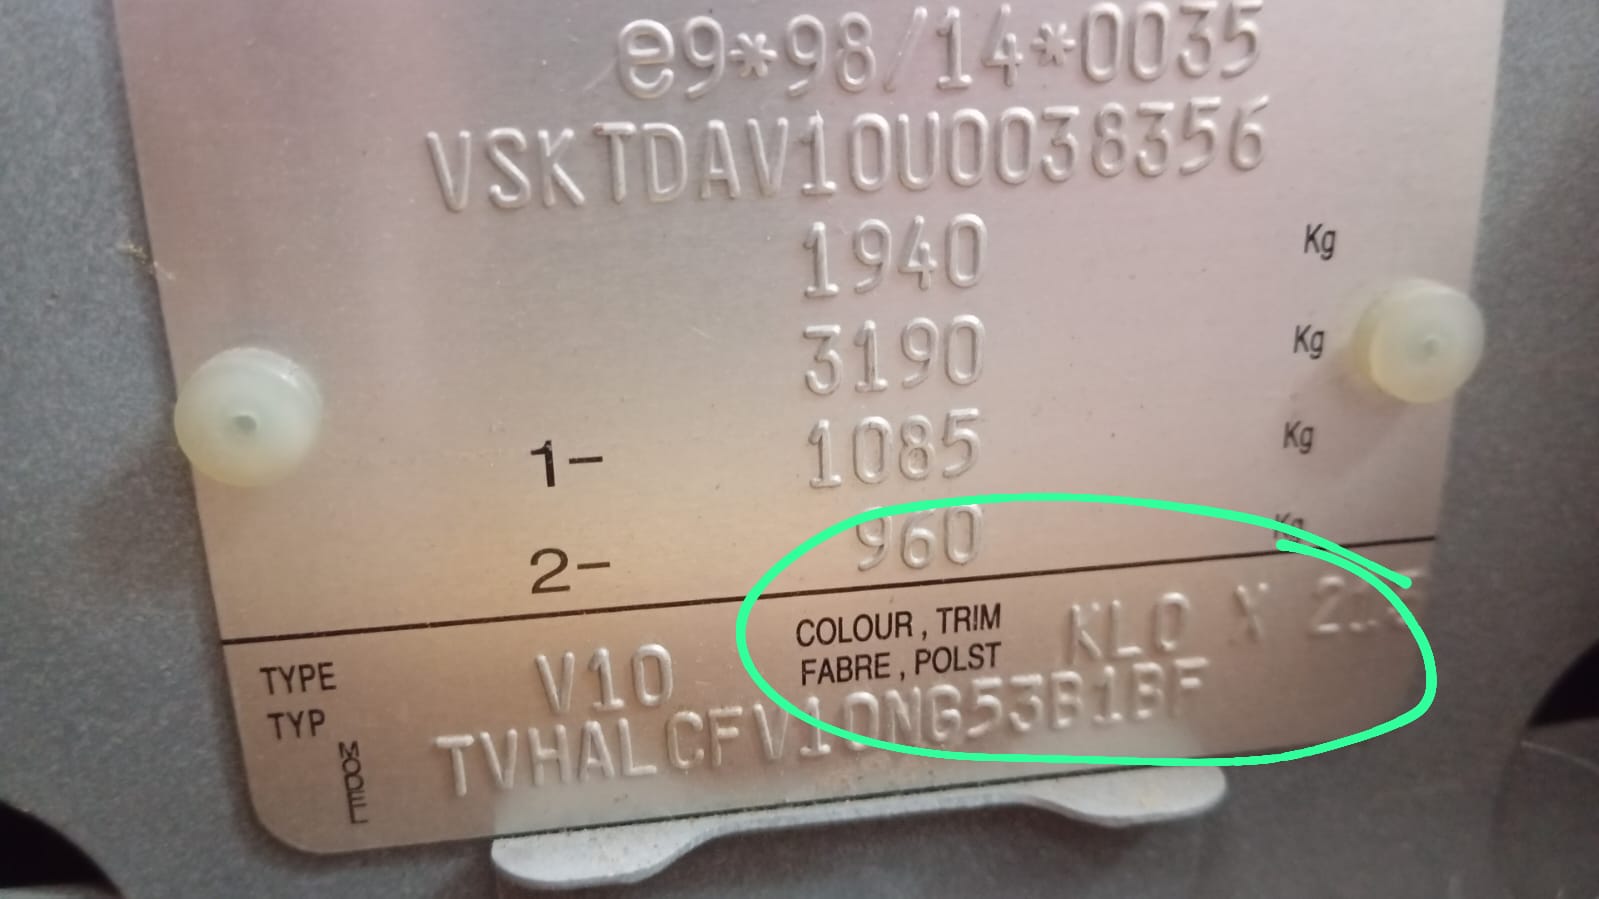 e9*98/14*0035
VSKTDAV10U0038356
1940 Kg
3190 Kg
1- 1085 Kg
2- 960 Kg
TYPE
TYP
V10
COLOUR , TRIM
FABRE , POLST
KL0 X
MODEL
TVHALCFV10NG53B1BF